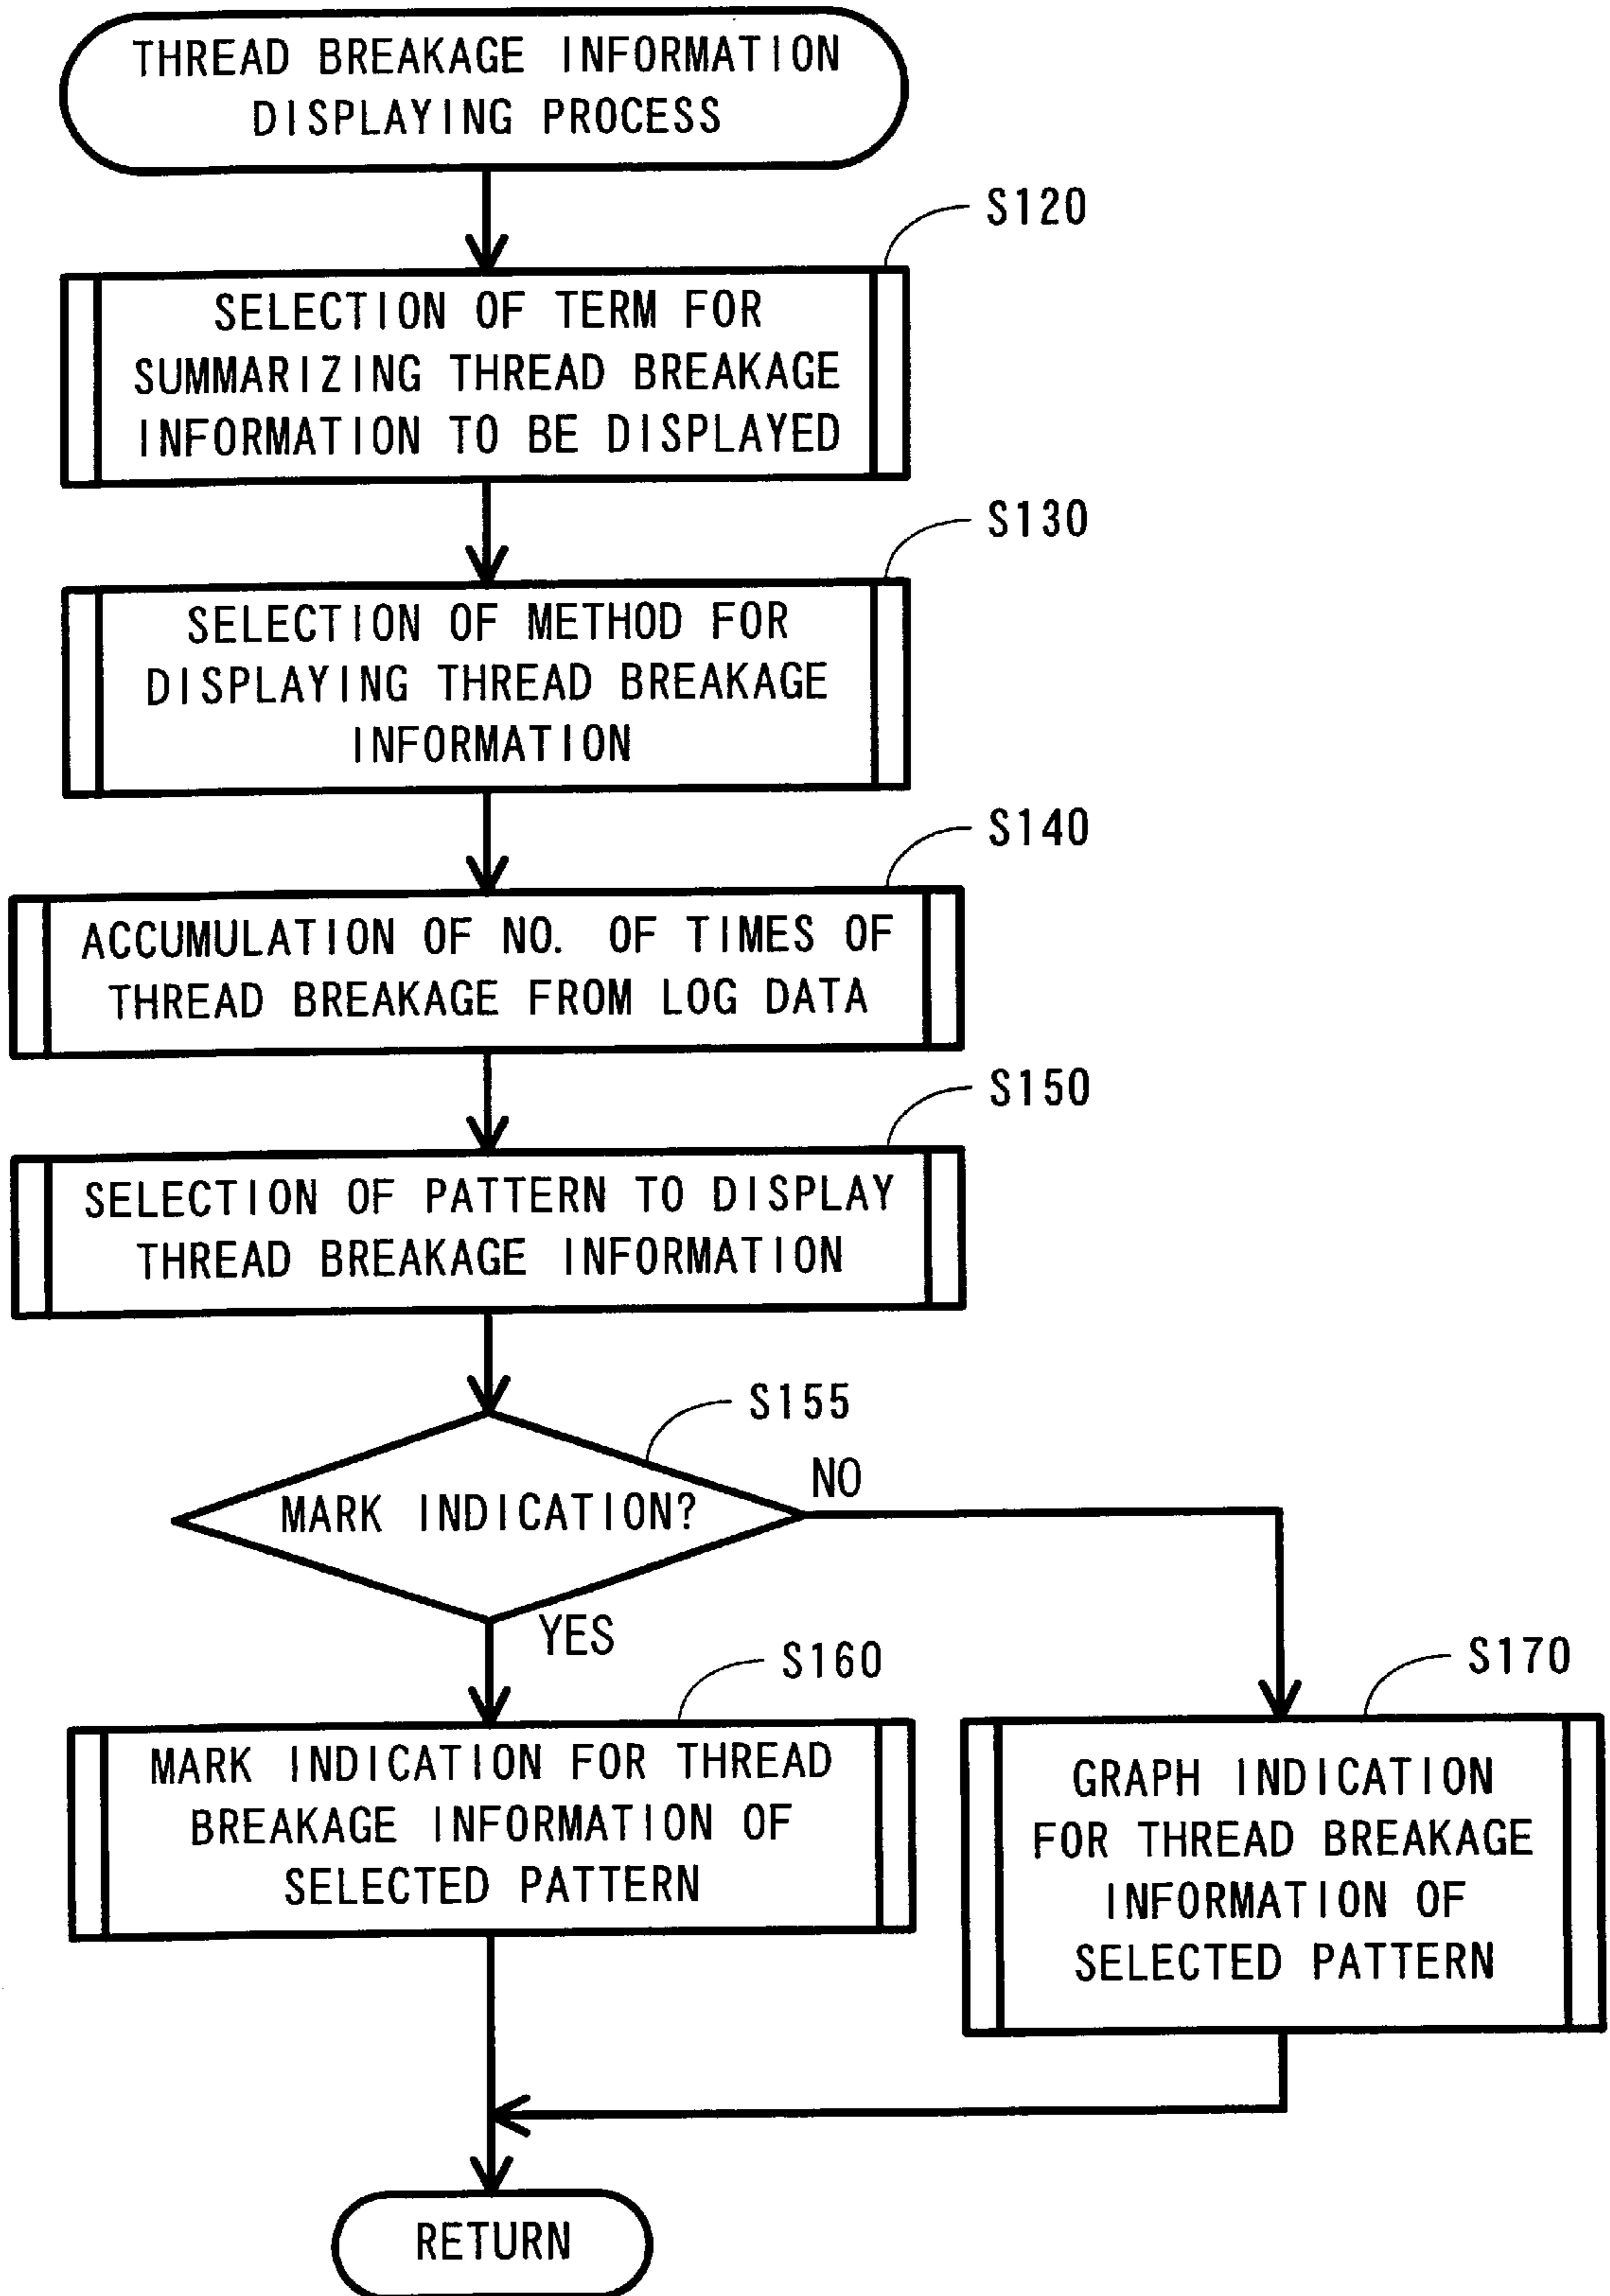 THREAD BREAKAGE INFORMATION
DISPLAYING PROCESS
S120
SELECTION OF TERM FOR
SUMMARIZING THREAD BREAKAGE
INFORMATION TO BE DISPLAYED
S130
SELECTION OF METHOD FOR
DISPLAYING THREAD BREAKAGE
INFORMATION
S140
ACCUMULATION OF NO. OF TIMES OF
THREAD BREAKAGE FROM LOG DATA
S150
SELECTION OF PATTERN TO DISPLAY
THREAD BREAKAGE INFORMATION
S155
MARK INDICATION?
NO
YES
S160
MARK INDICATION FOR THREAD
BREAKAGE INFORMATION OF
SELECTED PATTERN
S170
GRAPH INDICATION
FOR THREAD BREAKAGE
INFORMATION OF
SELECTED PATTERN
RETURN